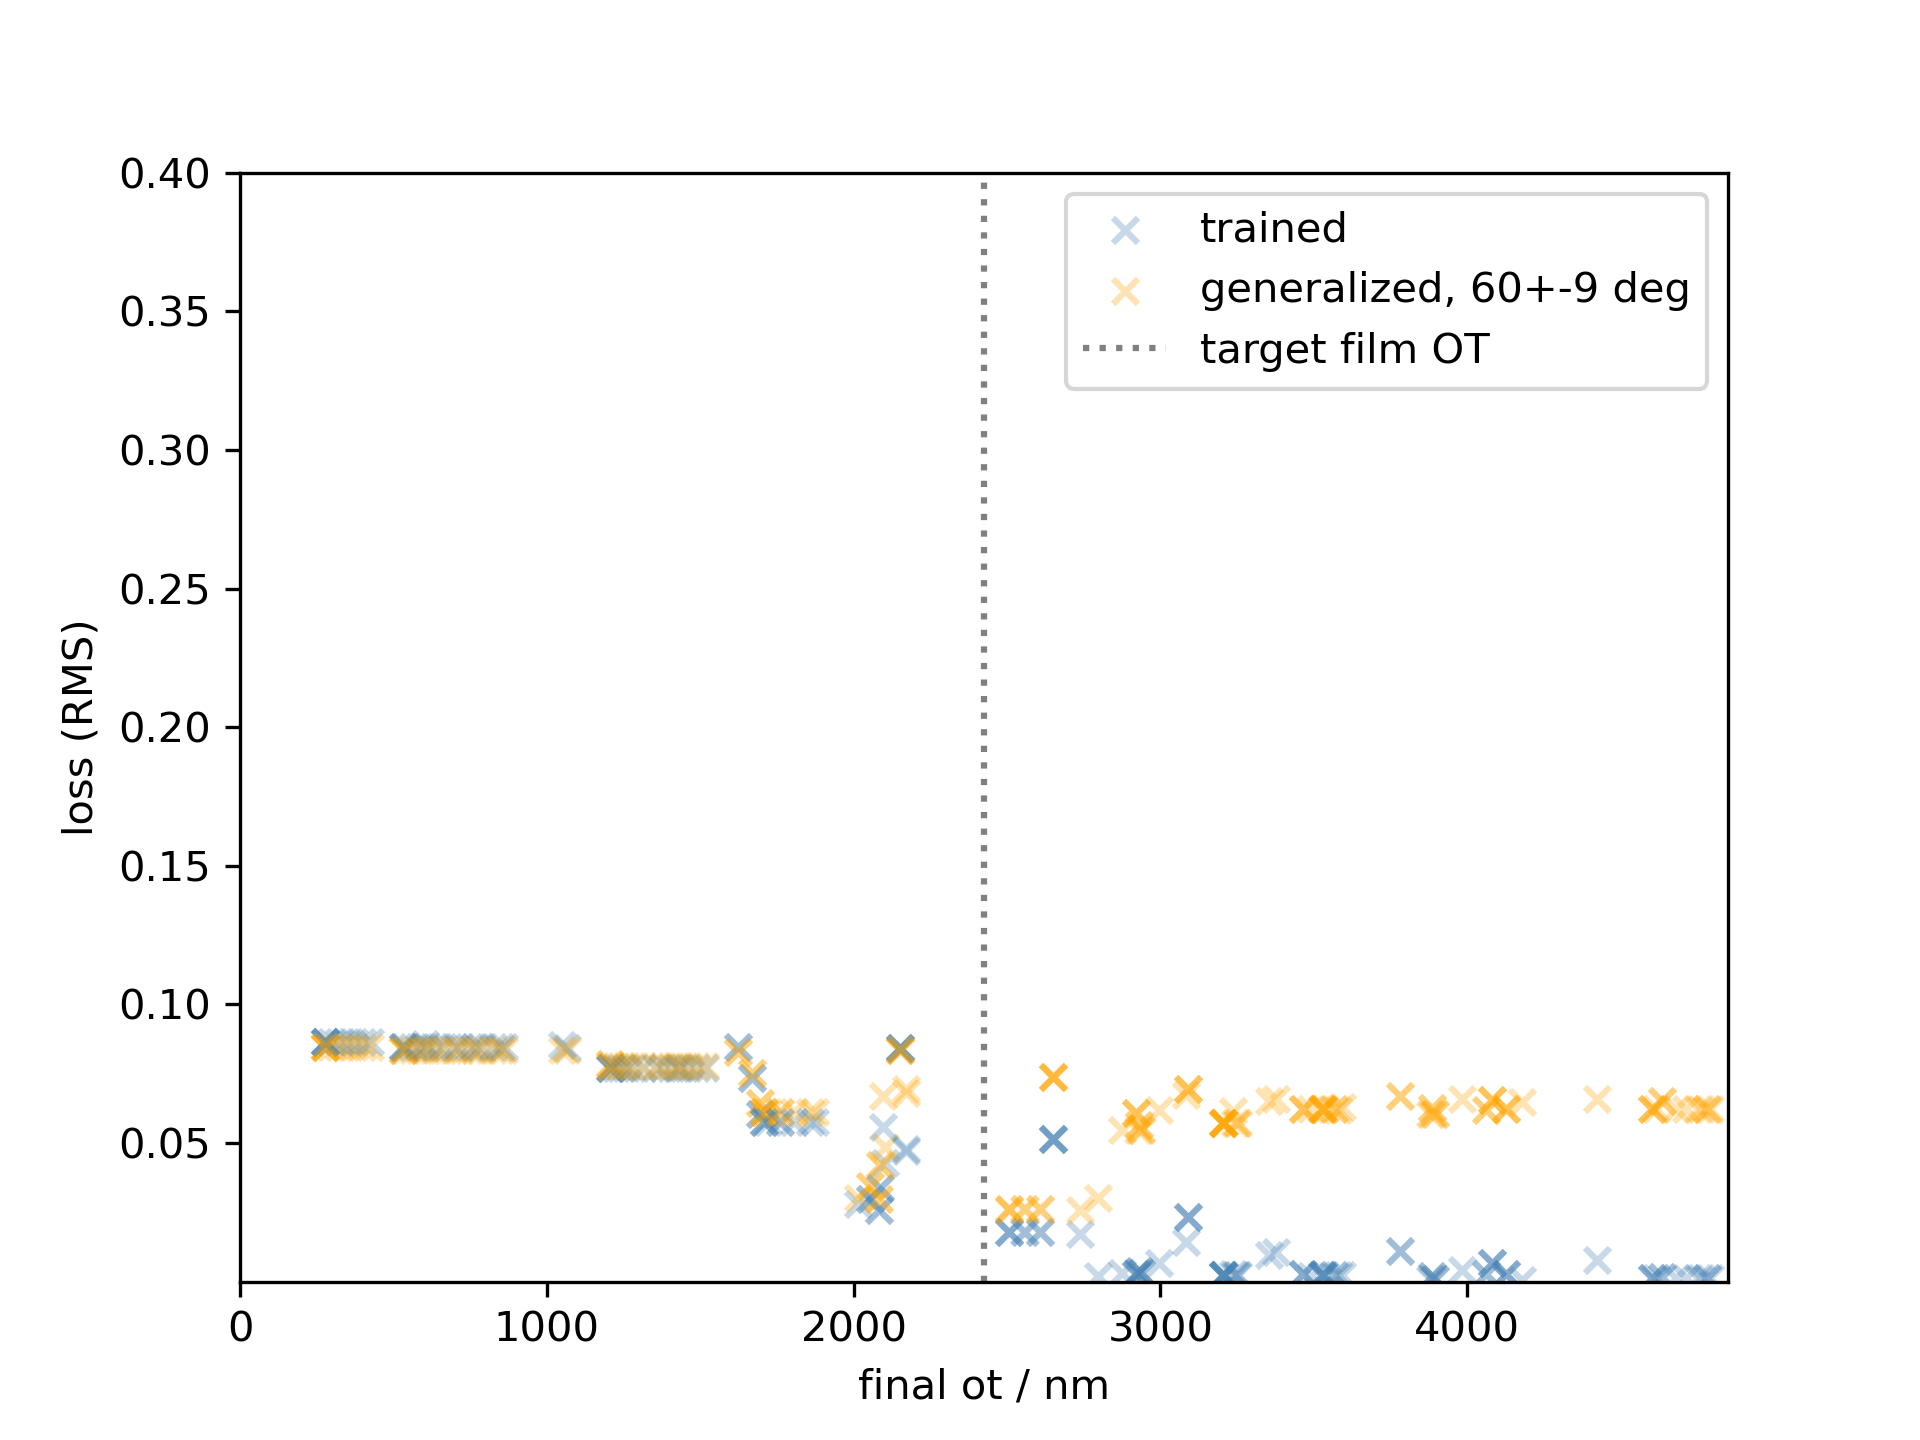 0.40
0.35
0.30
0.25
0.20
0.15
0.10
0.05
loss (RMS)
trained
generalized, 60+-9 deg
target film OT
0 1000 2000 3000 4000
final ot / nm